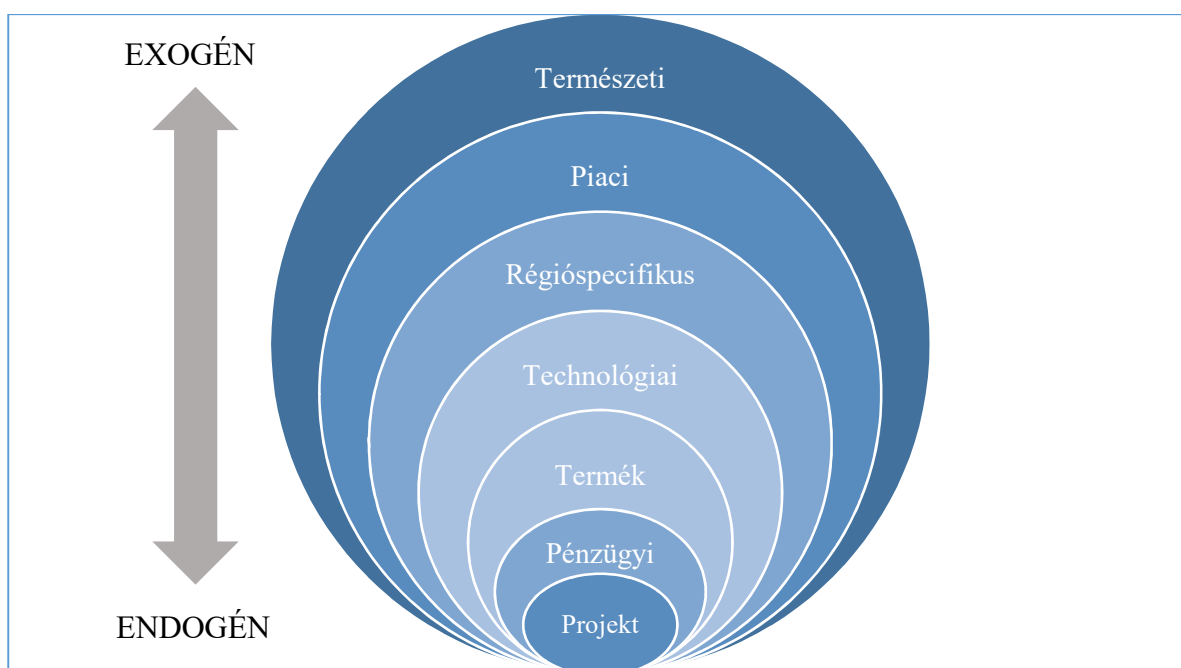 EXOGÉN
Természeti
Piaci
Régióspecifikus
Technológiai
Termék
Pénzügyi
Projekt
ENDOGÉN